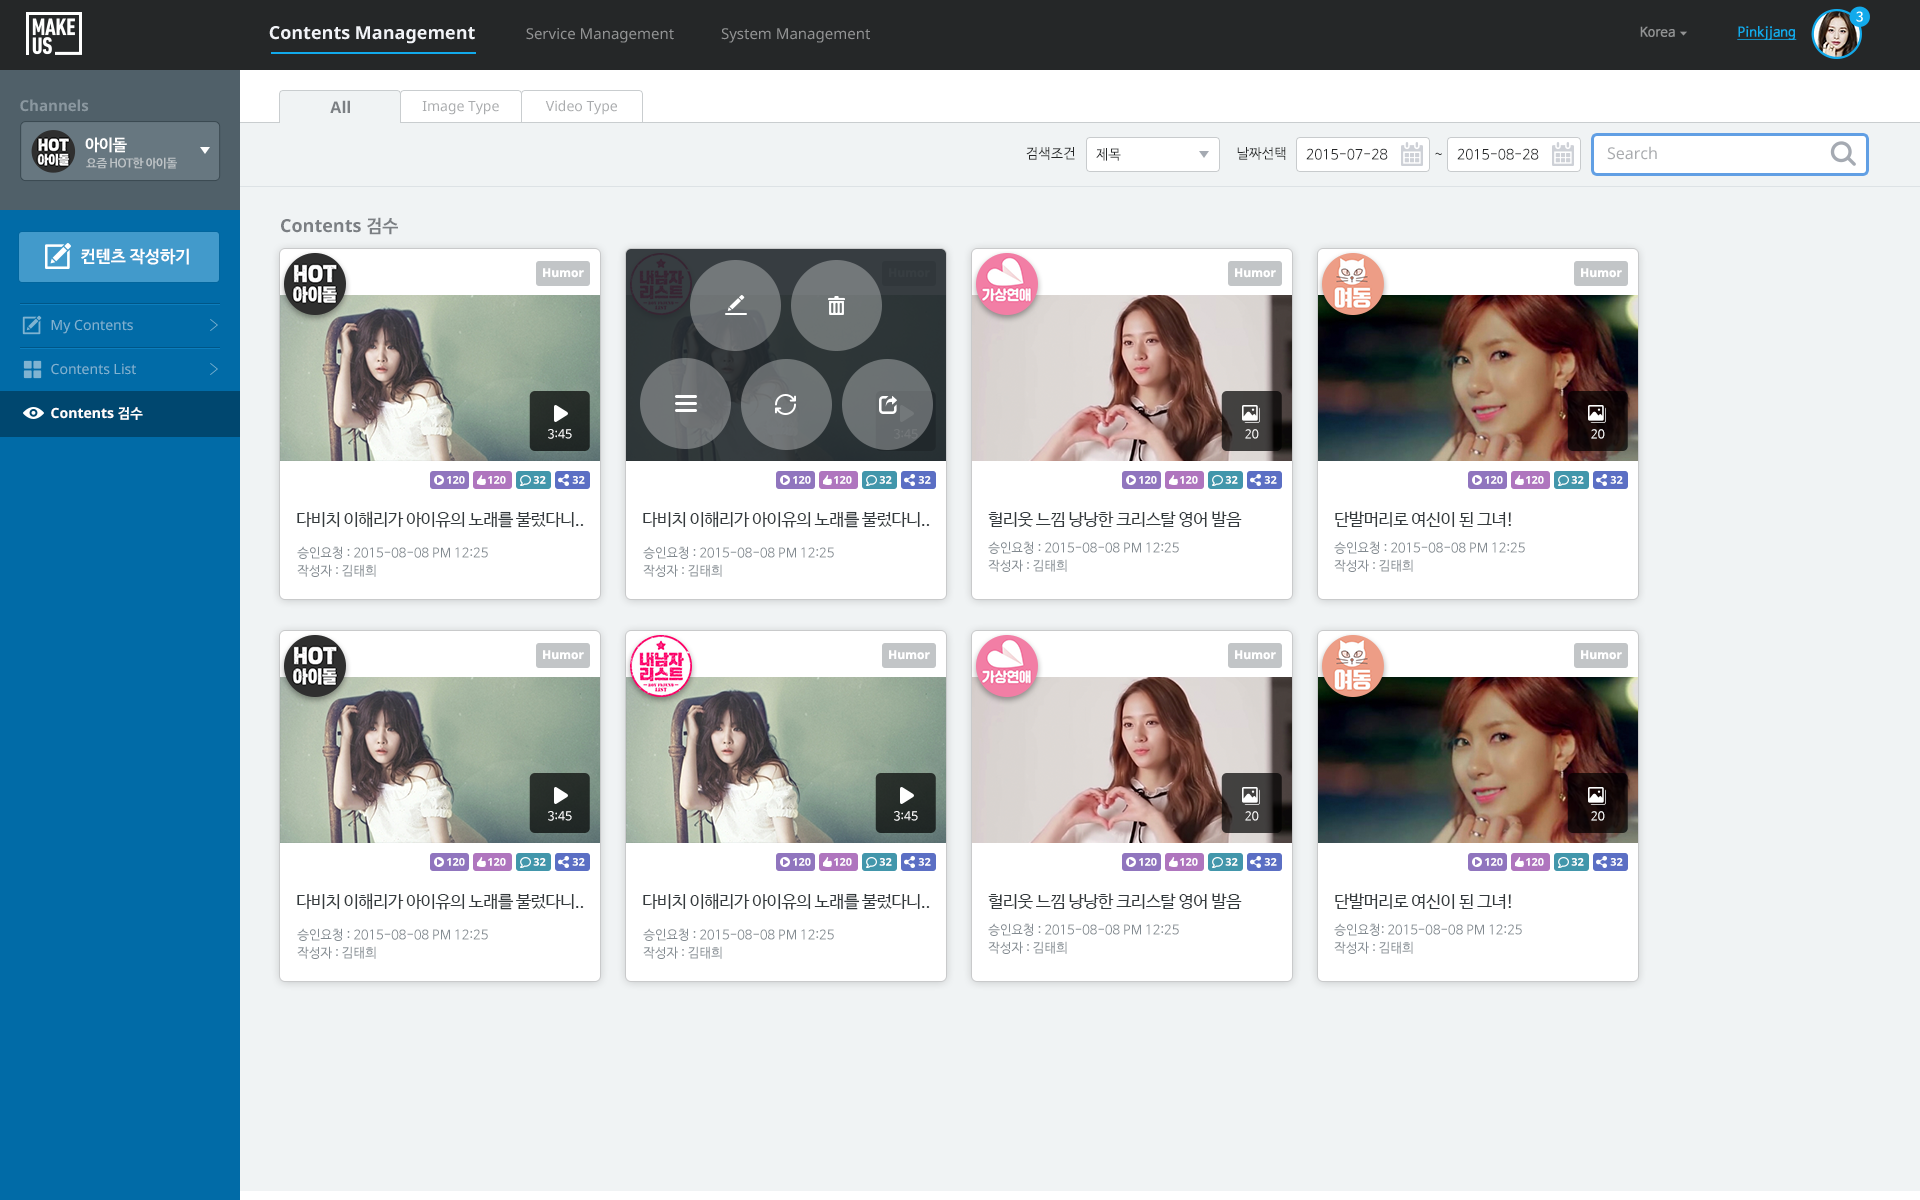 MAKE
US
Contents Management
Service Management
System Management
Korea
Pinkjjang
3
Channels
HOT
아이돌
아이돌
요즘 HOT한 아이돌
컨텐츠 작성하기
My Contents
Contents List
Contents 검수
All
Image Type
Video Type
검색조건
제목
날짜선택
2015-07-28
~
2015-08-28
Search
Contents 검수
HOT
아이돌
Humor
3:45
120 120 32 32
다비치 이해리가 아이유의 노래를 불렀다니..
승인요청 : 2015-08-08 PM 12:25
작성자 : 김태희
내남자
리스트
Humor
3:45
120 120 32 32
다비치 이해리가 아이유의 노래를 불렀다니..
승인요청 : 2015-08-08 PM 12:25
작성자 : 김태희
가상연애
Humor
20
120 120 32 32
헐리웃 느낌 낭낭한 크리스탈 영어 발음
승인요청 : 2015-08-08 PM 12:25
작성자 : 김태희
여동
Humor
20
120 120 32 32
단발머리로 여신이 된 그녀!
승인요청 : 2015-08-08 PM 12:25
작성자 : 김태희
HOT
아이돌
Humor
3:45
120 120 32 32
다비치 이해리가 아이유의 노래를 불렀다니..
승인요청 : 2015-08-08 PM 12:25
작성자 : 김태희
내남자
리스트
LIST
Humor
3:45
120 120 32 32
다비치 이해리가 아이유의 노래를 불렀다니..
승인요청 : 2015-08-08 PM 12:25
작성자 : 김태희
가상연애
Humor
20
120 120 32 32
헐리웃 느낌 낭낭한 크리스탈 영어 발음
승인요청 : 2015-08-08 PM 12:25
작성자 : 김태희
여동
Humor
20
120 120 32 32
단발머리로 여신이 된 그녀!
승인요청: 2015-08-08 PM 12:25
작성자 : 김태희